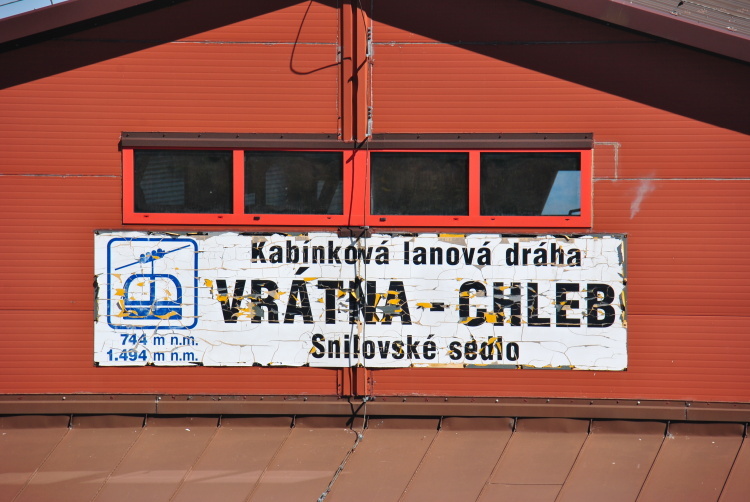 Kabínková lanová dráha
VRÁTNA - CHLEB
Snilovské sedlo
744 m n.m.
1.494 m n.m.